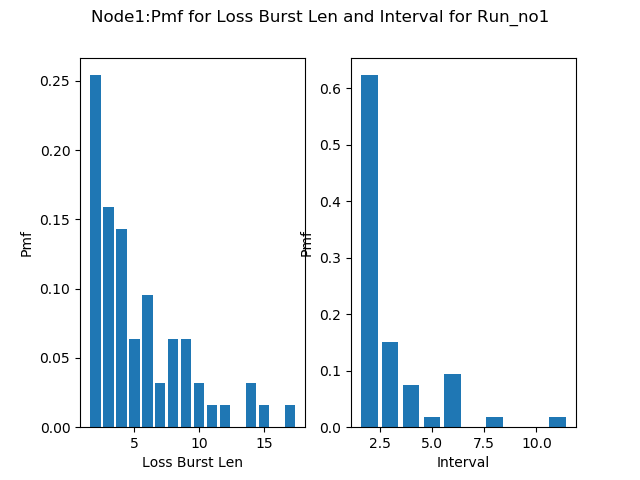 Node1:Pmf for Loss Burst Len and Interval for Run_no1
Pmf
0.25
0.20
0.15
0.10
0.05
0.00
5 10 15
Loss Burst Len
Pmf
0.6
0.5
0.4
0.3
0.2
0.1
0.0
2.5 5.0 7.5 10.0
Interval